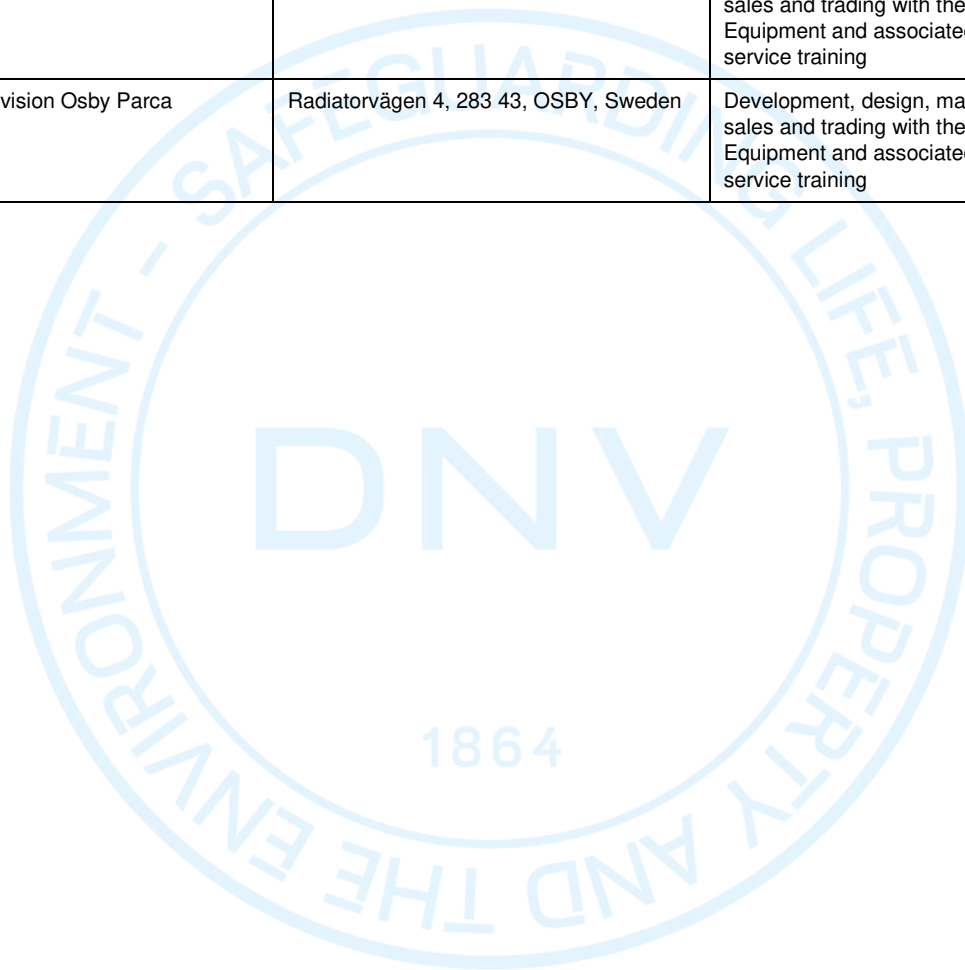 sales and trading with the
Equipment and associated
service training
vision Osby Parca
Radiatorvägen 4, 283 43, OSBY, Sweden
Development, design, ma
sales and trading with the
Equipment and associated
service training
SAFEGUARDING LIFE, PROPERTY AND THE ENVIRONMENT -
DNV
1864